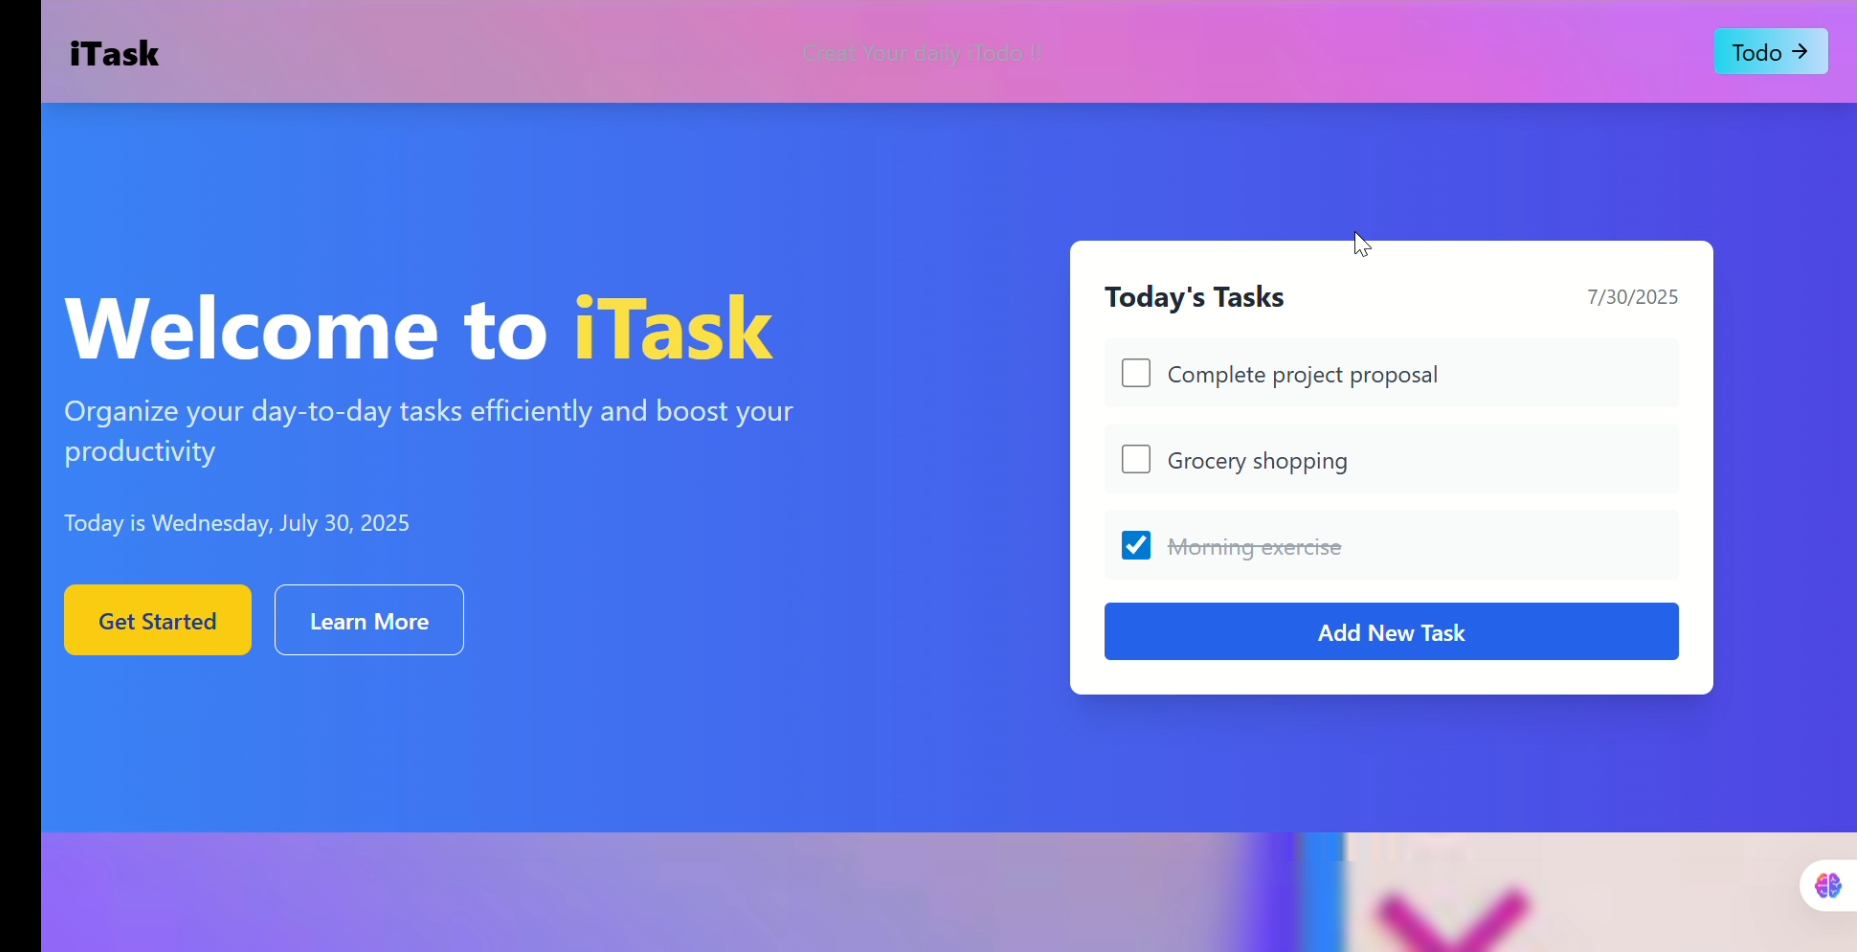 iTask
Creat Your daily iTodo !!
Todo →
Welcome to iTask
Organize your day-to-day tasks efficiently and boost your
productivity
Today is Wednesday, July 30, 2025
Get Started
Learn More
Today's Tasks
7/30/2025
Complete project proposal
Grocery shopping
Morning exercise
Add New Task